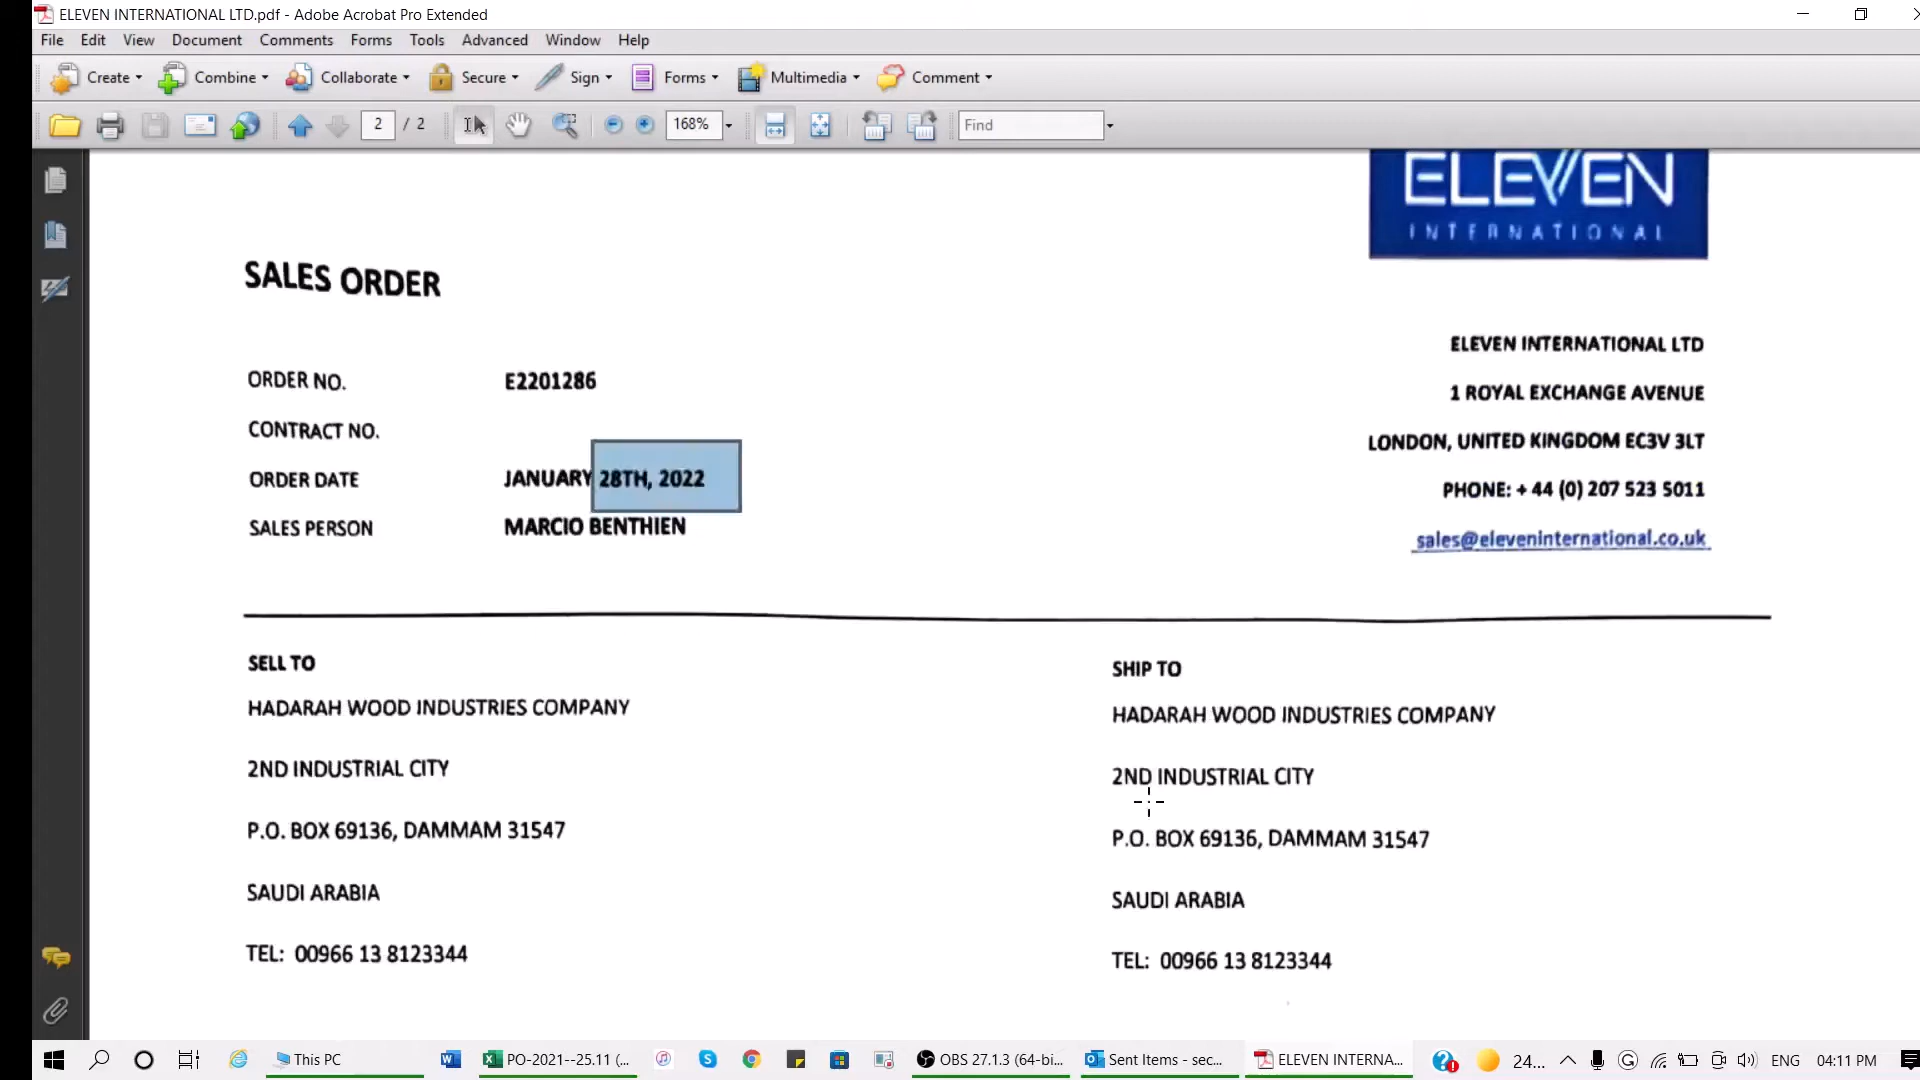 ELEVEN INTERNATIONAL LTD.pdf - Adobe Acrobat Pro Extended
File Edit View Document Comments Forms Tools Advanced Window Help
Create Combine Collaborate Secure Sign Forms Multimedia Comment
2 / 2 168% Find
ELEVEN
INTERNATIONAL
SALES ORDER
ELEVEN INTERNATIONAL LTD
1 ROYAL EXCHANGE AVENUE
LONDON, UNITED KINGDOM EC3V 3LT
PHONE: + 44 (0) 207 523 5011
sales@eleveninternational.co.uk
ORDER NO. E2201286
CONTRACT NO.
ORDER DATE JANUARY 28TH, 2022
SALES PERSON MARCIO BENTHIEN
SELL TO
HADARAH WOOD INDUSTRIES COMPANY
2ND INDUSTRIAL CITY
P.O. BOX 69136, DAMMAM 31547
SAUDI ARABIA
TEL: 00966 13 8123344
SHIP TO
HADARAH WOOD INDUSTRIES COMPANY
2ND INDUSTRIAL CITY
P.O. BOX 69136, DAMMAM 31547
SAUDI ARABIA
TEL: 00966 13 8123344
This PC PO-2021--25.11 (... OBS 27.1.3 (64-bi... Sent Items - sec... ELEVEN INTERNA... 24... ENG 04:11 PM